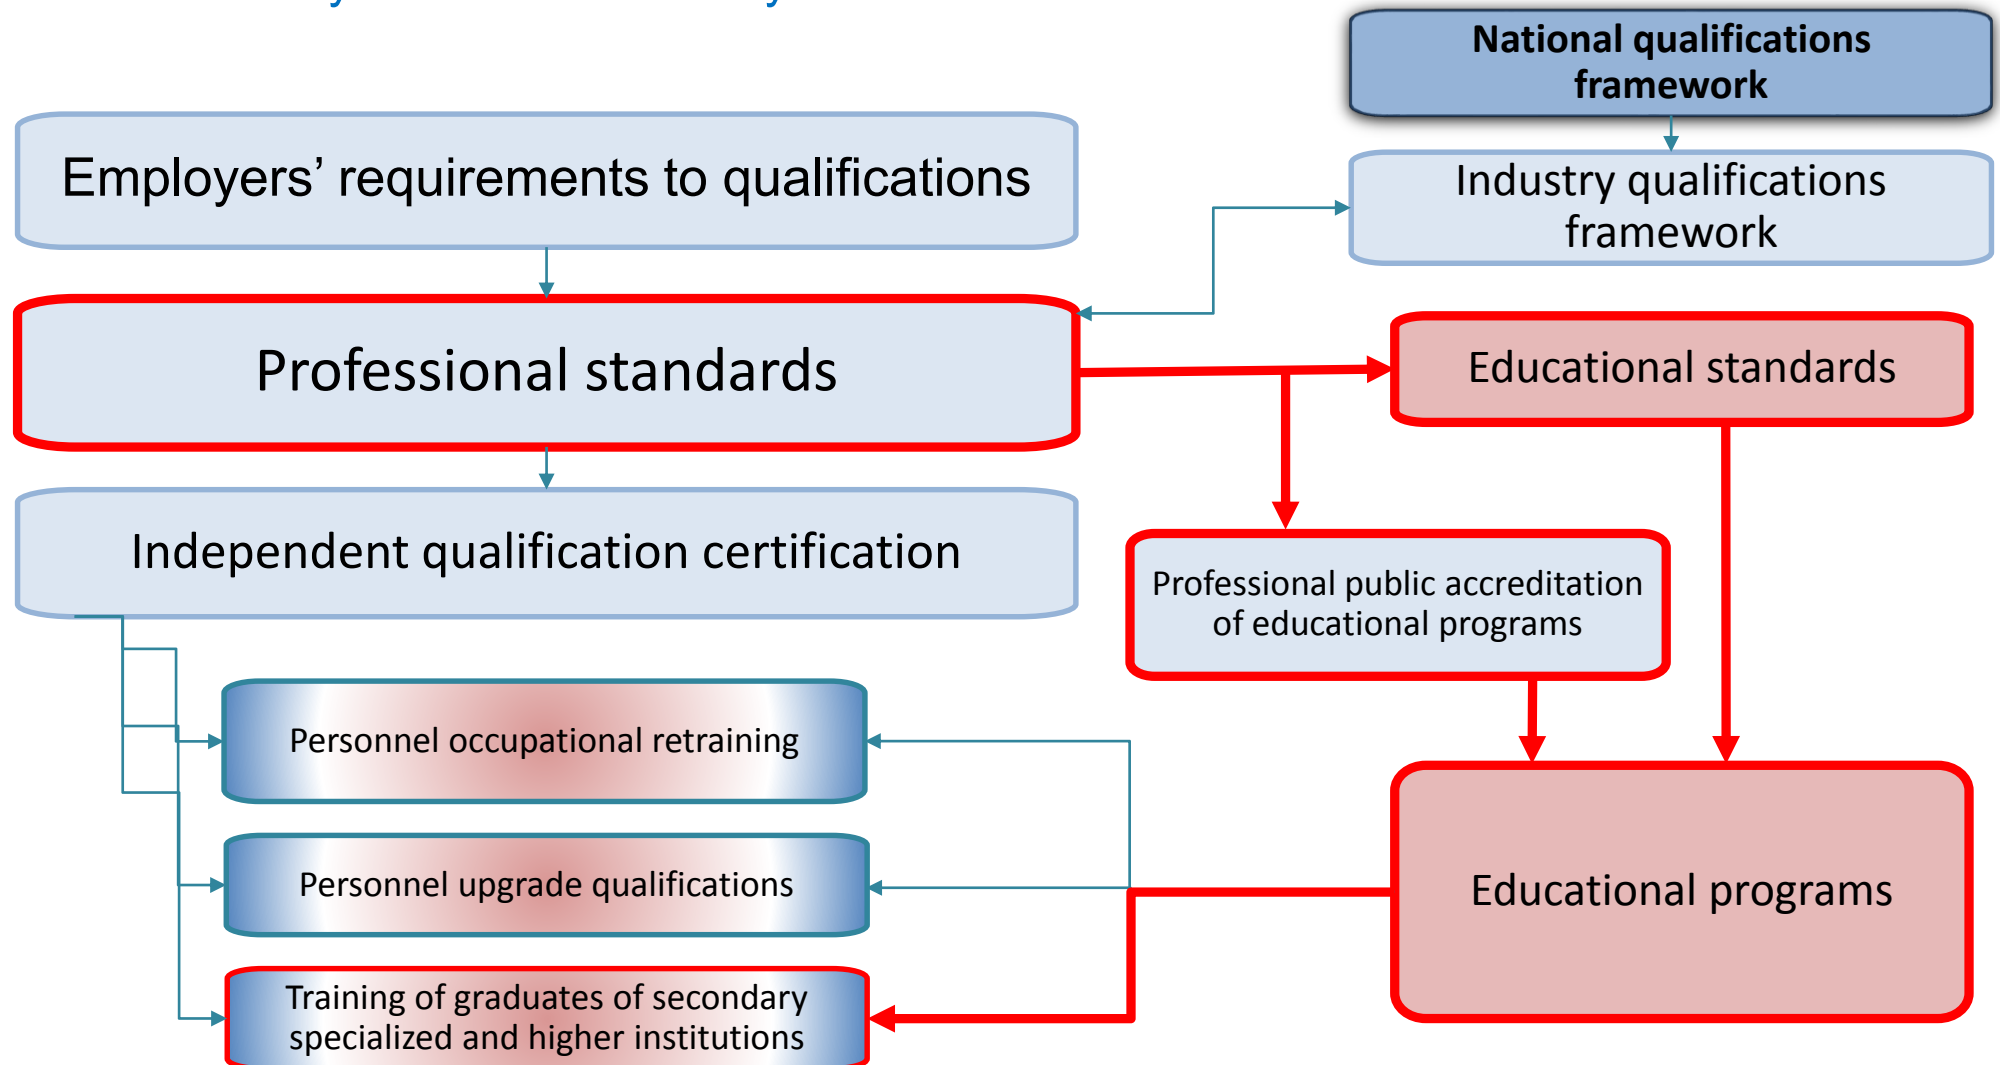 National qualifications
framework
Employers’ requirements to qualifications
Industry qualifications
framework
Professional standards
Educational standards
Independent qualification certification
Professional public accreditation
of educational programs
Personnel occupational retraining
Personnel upgrade qualifications
Educational programs
Training of graduates of secondary
specialized and higher institutions